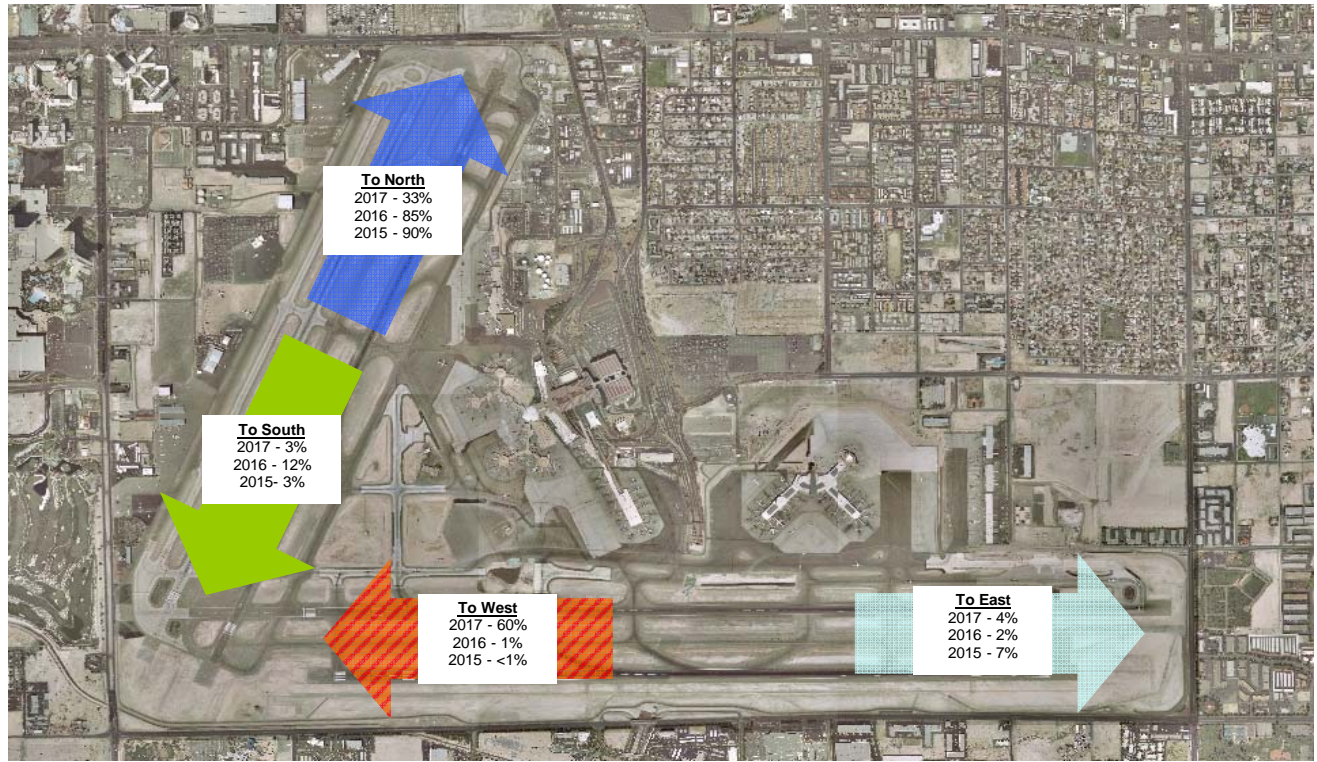 To North
2017 - 33%
2016 - 85%
2015 - 90%
To South
2017 - 3%
2016 - 12%
2015- 3%
To West
2017 - 60%
2016 - 1%
2015 - <1%
To East
2017 - 4%
2016 - 2%
2015 - 7%